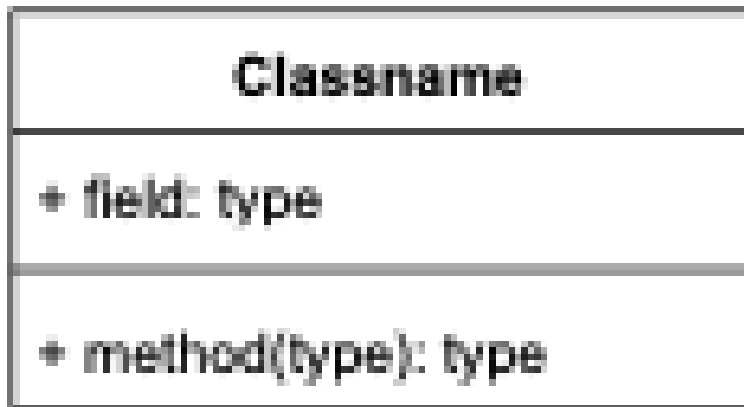 Classname
+ field: type
+ method(type): type